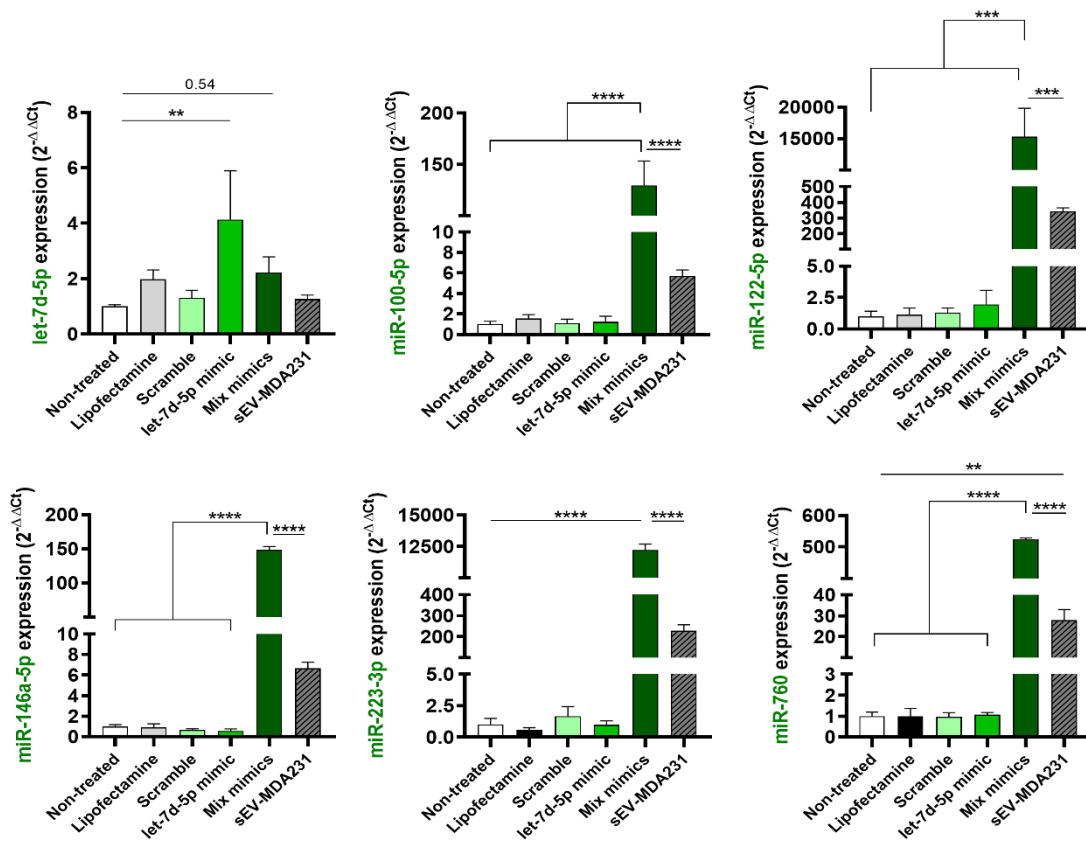 let-7d-5p expression (2^-Δ ΔCt)
0.54
**
8
6
4
2
0
Non-treated
Lipofectamine
Scramble
let-7d-5p mimic
Mix mimics
sEV-MDA231
miR-100-5p expression (2^-Δ ΔCt)
****
****
200
150
10
8
6
4
2
0
Non-treated
Lipofectamine
Scramble
let-7d-5p mimic
Mix mimics
sEV-MDA231
miR-122-5p expression (2^-Δ ΔCt)
***
***
20000
15000
500
400
300
200
5.0
2.5
0.0
Non-treated
Lipofectamine
Scramble
let-7d-5p mimic
Mix mimics
sEV-MDA231
miR-146a-5p expression (2^-Δ ΔCt)
****
****
200
150
100
10
8
6
4
2
0
Non-treated
Lipofectamine
Scramble
let-7d-5p mimic
Mix mimics
sEV-MDA231
miR-223-3p expression (2^-Δ ΔCt)
****
****
15000
12500
400
300
200
5.0
2.5
0.0
Non-treated
Lipofectamine
Scramble
let-7d-5p mimic
Mix mimics
sEV-MDA231
miR-760 expression (2^-Δ ΔCt)
**
****
****
600
500
40
30
20
3
2
1
0
Non-treated
Lipofectamine
Scramble
let-7d-5p mimic
Mix mimics
sEV-MDA231